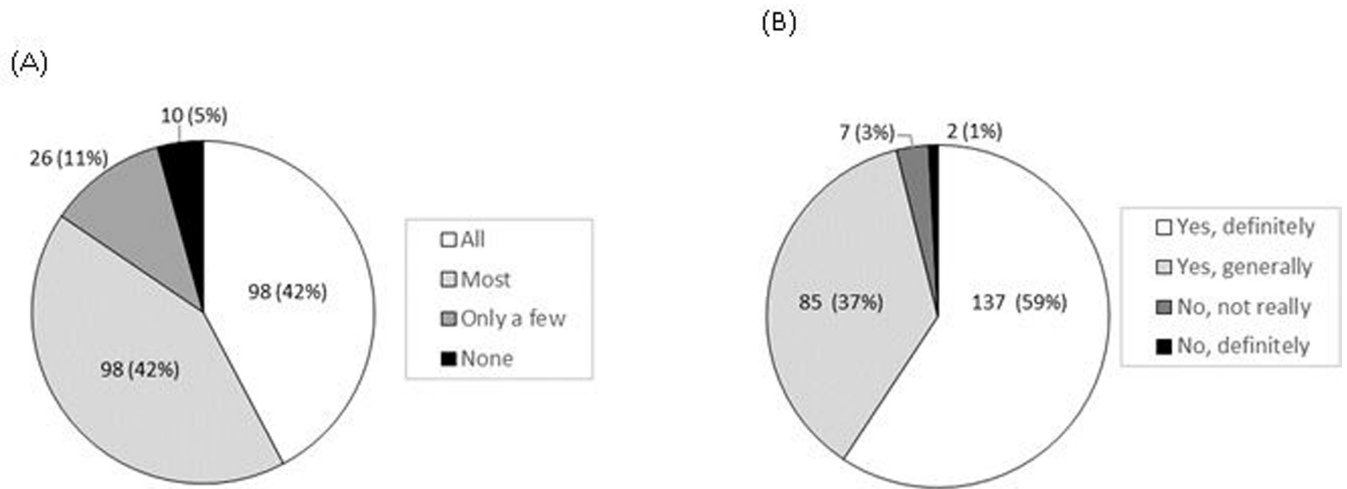 (A)
10 (5%)
26 (11%)
98 (42%)
98 (42%)
All
Most
Only a few
None
(B)
7 (3%)
2 (1%)
85 (37%)
137 (59%)
Yes, definitely
Yes, generally
No, not really
No, definitely